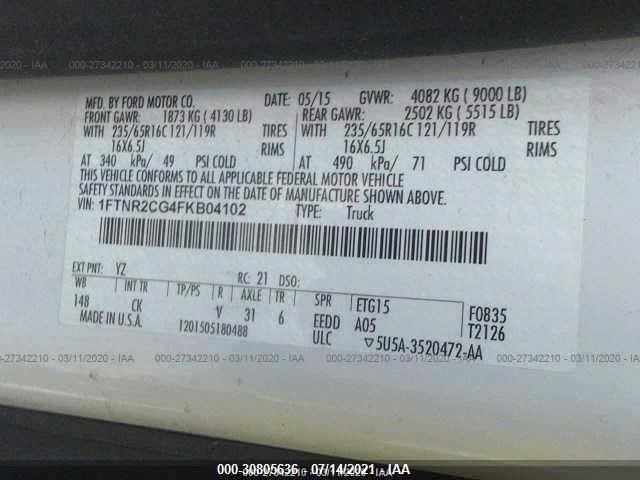 000-27342210 - 03/11/2020 - IAA
MFD. BY FORD MOTOR CO. DATE: 05/15 GVWR: 4082 KG ( 9000 LB)
FRONT GAWR: 1873 KG ( 4130 LB) REAR GAWR: 2502 KG ( 5515 LB)
WITH 235/65R16C 121/119R TIRES WITH 235/65R16C 121/119R TIRES
16X6.5J RIMS 16X6.5J RIMS
AT 340 kPa/ 49 PSI COLD AT 490 kPa/ 71 PSI COLD
THIS VEHICLE CONFORMS TO ALL APPLICABLE FEDERAL MOTOR VEHICLE
SAFETY STANDARDS IN EFFECT ON THE DATE OF MANUFACTURE SHOWN ABOVE.
VIN: 1FTNR2CG4FKB04102 TYPE: Truck
EXT PNT: YZ RC: 21 DSO:
WB INT TR TP/PS R AXLE TR SPR ETG15 F0835
148 CK V 31 6 EEDD A05 T2126
MADE IN U.S.A. 1201505180488 ULC ▽5U5A-3520472-AA
000-27342210 - 03/11/2020 - IAA
000-30805636 - 07/14/2021 - IAA
000-27342210 - 03/11/2020 - IAA